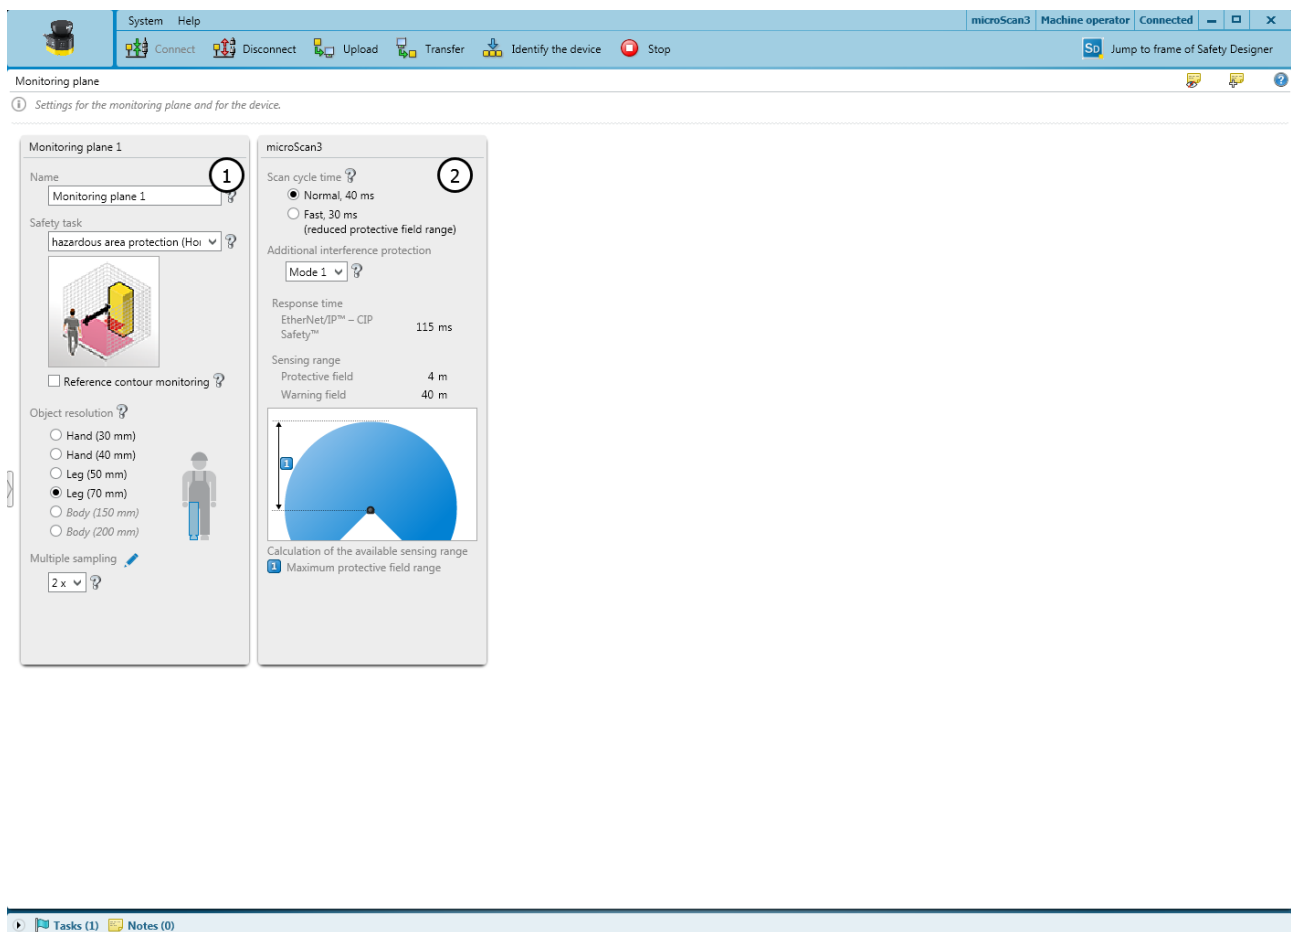 System Help
microScan3 Machine operator Connected
Connect Disconnect Upload Transfer Identify the device Stop
SD Jump to frame of Safety Designer
Monitoring plane
Settings for the monitoring plane and for the device.
Monitoring plane 1
1
Name
Monitoring plane 1
Safety task
hazardous area protection (Hor
Reference contour monitoring
Object resolution
Hand (30 mm)
Hand (40 mm)
Leg (50 mm)
Leg (70 mm)
Body (150 mm)
Body (200 mm)
Multiple sampling
2 x
microScan3
2
Scan cycle time
Normal, 40 ms
Fast, 30 ms
(reduced protective field range)
Additional interference protection
Mode 1
Response time
EtherNet/IP™ – CIP
Safety™
115 ms
Sensing range
Protective field 4 m
Warning field 40 m
1
Calculation of the available sensing range
1 Maximum protective field range
Tasks (1) Notes (0)